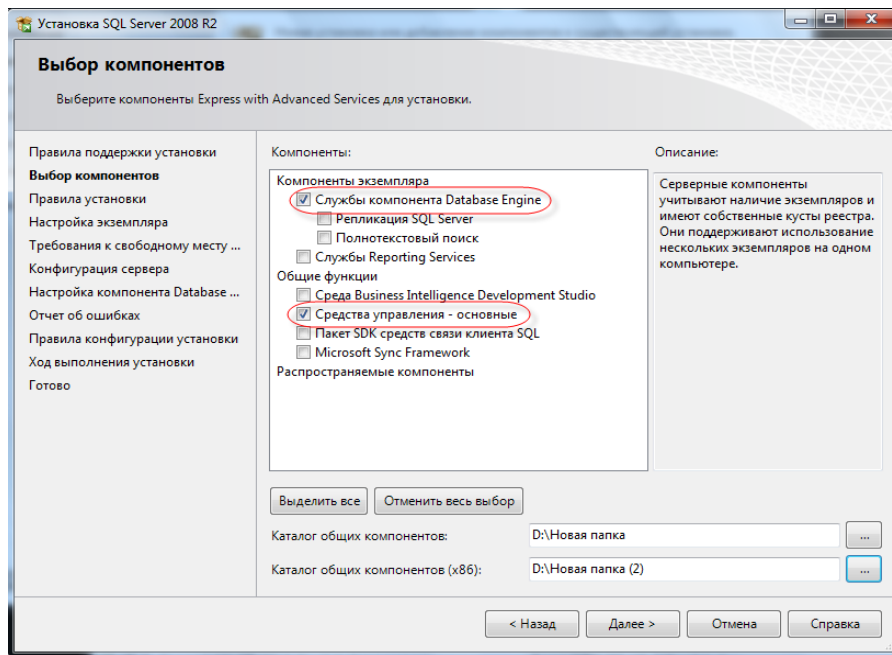 Установка SQL Server 2008 R2
Выбор компонентов
Выберите компоненты Express with Advanced Services для установки.
Правила поддержки установки
Выбор компонентов
Правила установки
Настройка экземпляра
Требования к свободному месту ...
Конфигурация сервера
Настройка компонента Database ...
Отчет об ошибках
Правила конфигурации установки
Ход выполнения установки
Готово
Компоненты:
Компоненты экземпляра
Службы компонента Database Engine
Репликация SQL Server
Полнотекстовый поиск
Службы Reporting Services
Общие функции
Среда Business Intelligence Development Studio
Средства управления - основные
Пакет SDK средств связи клиента SQL
Microsoft Sync Framework
Распространяемые компоненты
Описание:
Серверные компоненты
учитывают наличие экземпляров и
имеют собственные кусты реестра.
Они поддерживают использование
нескольких экземпляров на одном
компьютере.
Выделить все
Отменить весь выбор
Каталог общих компонентов:
D:\Новая папка
...
Каталог общих компонентов (x86):
D:\Новая папка (2)
...
< Назад
Далее >
Отмена
Справка